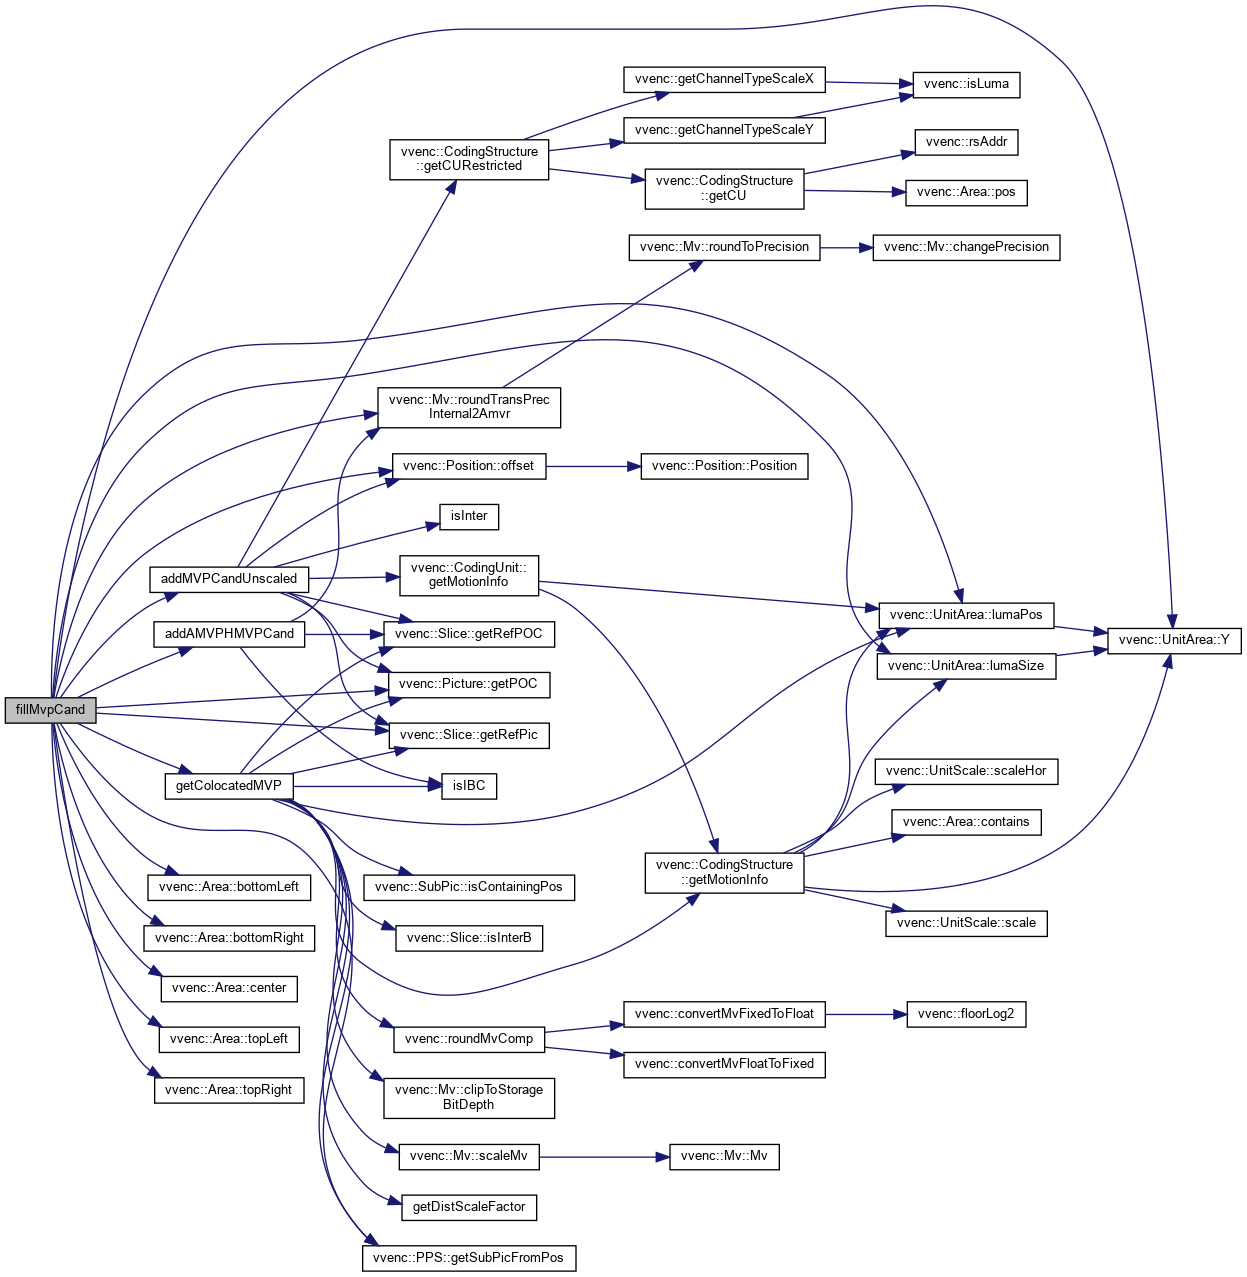 fillMvpCand
addMVPCandUnscaled
addAMVPHMVPCand
getColocatedMVP
vvenc::Area::bottomLeft
vvenc::Area::bottomRight
vvenc::Area::center
vvenc::Area::topLeft
vvenc::Area::topRight
vvenc::CodingStructure
::getCURestricted
vvenc::Mv::roundTransPrec
Internal2Amvr
vvenc::Position::offset
isInter
vvenc::CodingUnit::
getMotionInfo
vvenc::Slice::getRefPOC
vvenc::Picture::getPOC
vvenc::Slice::getRefPic
isIBC
vvenc::SubPic::isContainingPos
vvenc::Slice::isInterB
vvenc::roundMvComp
vvenc::Mv::clipToStorage
BitDepth
vvenc::Mv::scaleMv
getDistScaleFactor
vvenc::PPS::getSubPicFromPos
vvenc::getChannelTypeScaleX
vvenc::getChannelTypeScaleY
vvenc::CodingStructure
::getCU
vvenc::Mv::roundToPrecision
vvenc::Position::Position
vvenc::CodingStructure
::getMotionInfo
vvenc::convertMvFixedToFloat
vvenc::convertMvFloatToFixed
vvenc::Mv::Mv
vvenc::isLuma
vvenc::rsAddr
vvenc::Area::pos
vvenc::Mv::changePrecision
vvenc::UnitArea::lumaPos
vvenc::UnitArea::lumaSize
vvenc::UnitScale::scaleHor
vvenc::Area::contains
vvenc::UnitScale::scale
vvenc::floorLog2
vvenc::UnitArea::Y